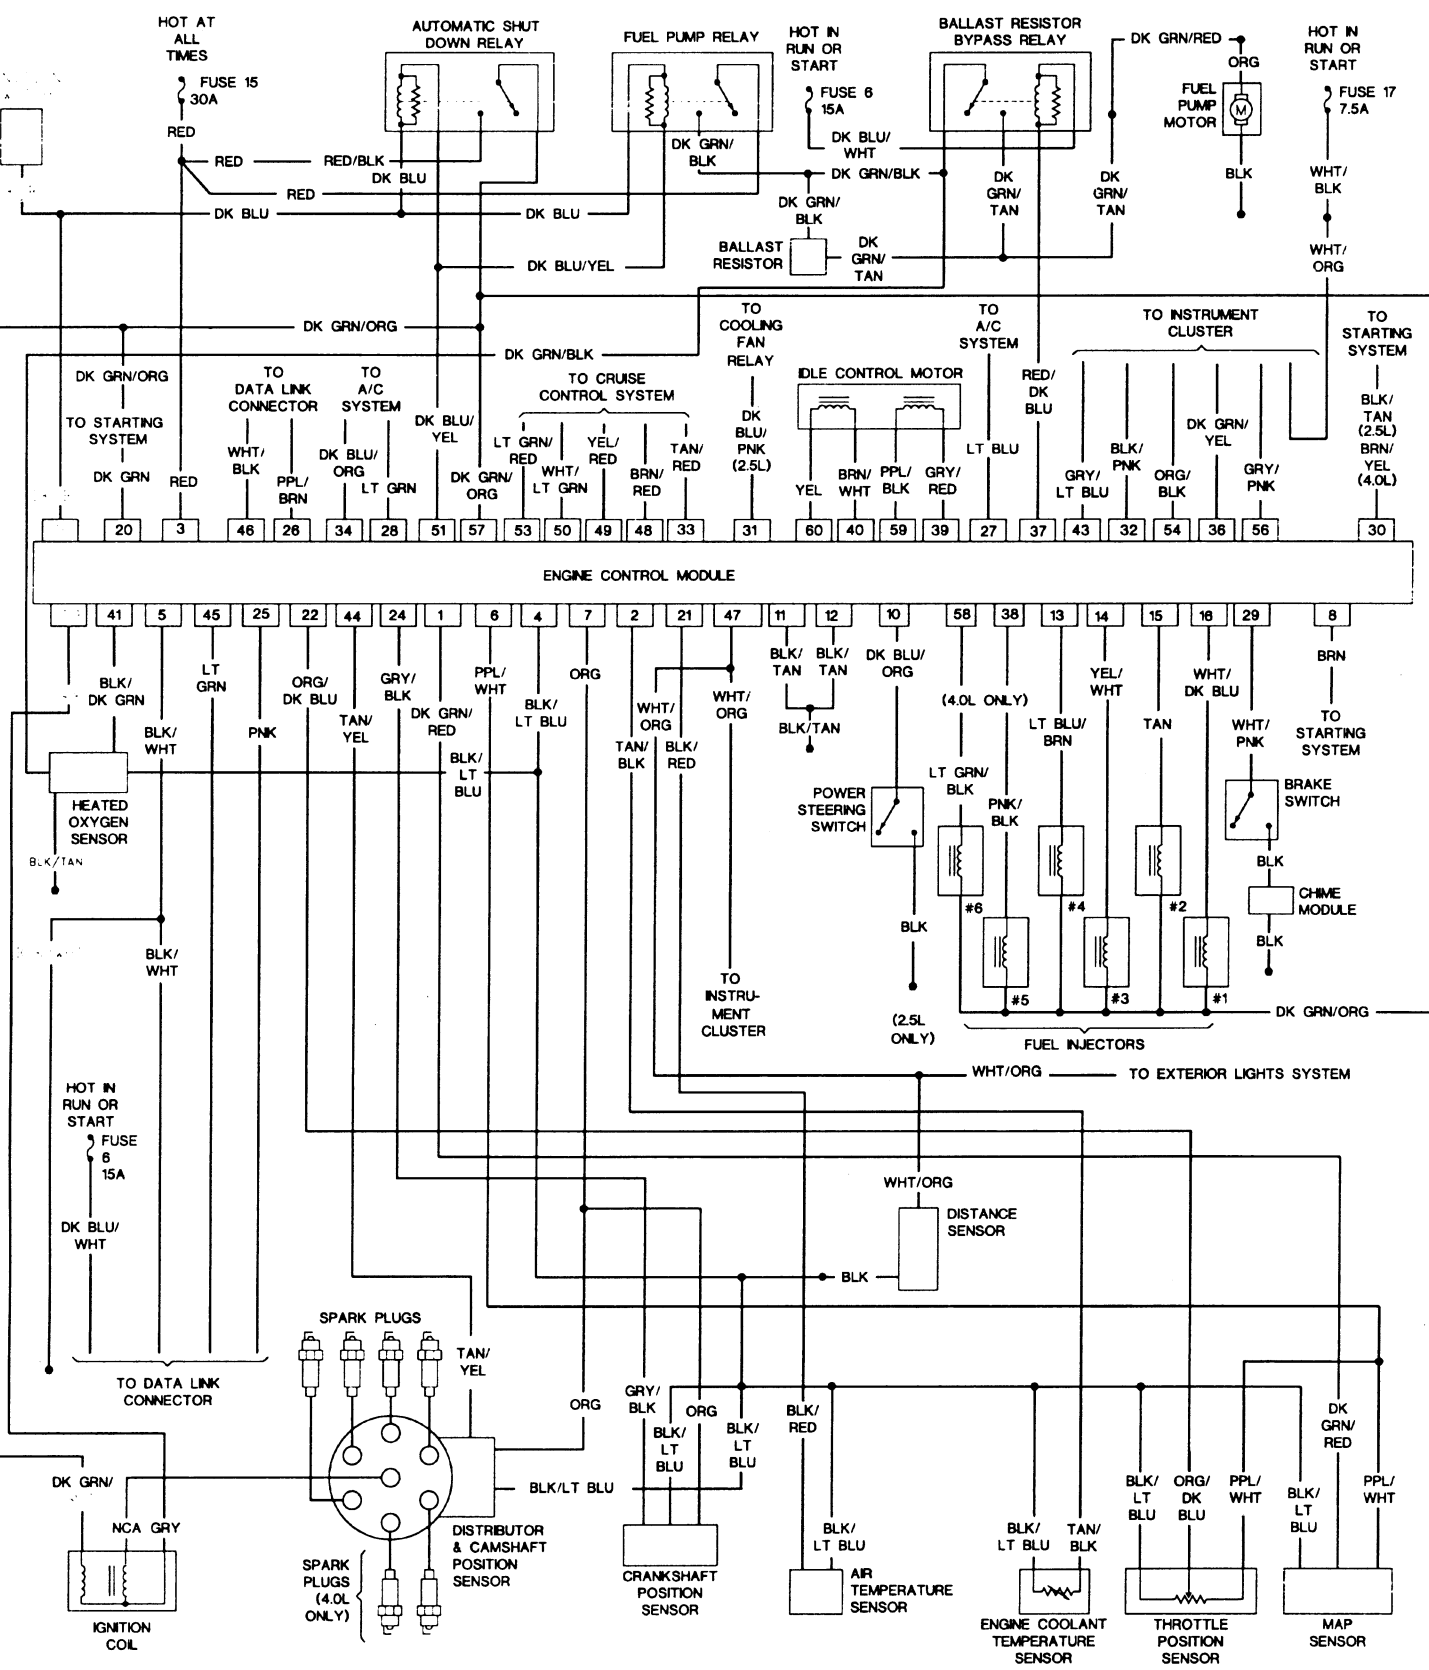 HOT AT
ALL
TIMES
FUSE 15
30A
RED
AUTOMATIC SHUT
DOWN RELAY
FUEL PUMP RELAY
HOT IN
RUN OR
START
FUSE 6
15A
BALLAST RESISTOR
BYPASS RELAY
DK GRN/RED
ORG
FUEL
PUMP
MOTOR
M
HOT IN
RUN OR
START
FUSE 17
7.5A
RED
RED/BLK
DK BLU
RED
DK BLU
DK BLU
DK GRN/
BLK
DK BLU/
WHT
DK GRN/BLK
DK GRN/
BLK
DK
GRN/
TAN
DK
GRN/
TAN
BLK
WHT/
BLK
WHT/
ORG
BALLAST
RESISTOR
DK
GRN/
TAN
DK BLU/YEL
DK GRN/ORG
DK GRN/BLK
DK GRN/ORG
TO STARTING
SYSTEM
DK GRN
RED
TO
DATA LINK
CONNECTOR
WHT/
BLK
PPL/
BRN
TO
A/C
SYSTEM
DK BLU/
ORG
LT GRN
DK BLU/
YEL
DK GRN/
ORG
TO CRUISE
CONTROL SYSTEM
LT GRN/
RED
WHT/
LT GRN
YEL/
RED
BRN/
RED
TAN/
RED
TO
COOLING
FAN
RELAY
DK
BLU/
PNK
(2.5L)
IDLE CONTROL MOTOR
YEL
BRN/
WHT
PPL/
BLK
GRY/
RED
TO
A/C
SYSTEM
LT BLU
RED/
DK
BLU
TO INSTRUMENT
CLUSTER
GRY/
LT BLU
BLK/
PNK
ORG/
BLK
DK GRN/
YEL
GRY/
PNK
TO
STARTING
SYSTEM
BLK/
TAN
(2.5L)
BRN/
YEL
(4.0L)
20 3 46 26 34 28 51 57 53 50 49 48 33 31 60 40 59 39 27 37 43 32 54 36 56 30
ENGINE CONTROL MODULE
41 5 45 25 22 44 24 1 6 4 7 2 21 47 11 12 10 58 38 13 14 15 16 29 8
BLK/
DK GRN
BLK/
WHT
LT
GRN
PNK
ORG/
DK BLU
TAN/
YEL
GRY/
BLK
DK GRN/
RED
PPL/
WHT
BLK/
LT BLU
ORG
TAN/
BLK
WHT/
ORG
BLK/
RED
WHT/
ORG
BLK/
TAN
BLK/
TAN
BLK/TAN
DK BLU/
ORG
(4.0L ONLY)
LT GRN/
BLK
PNK/
BLK
LT BLU/
BRN
YEL/
WHT
TAN
WHT/
DK BLU
WHT/
PNK
BRN
TO
STARTING
SYSTEM
HEATED
OXYGEN
SENSOR
BLK/TAN
BLK/
LT
BLU
POWER
STEERING
SWITCH
BLK
(2.5L
ONLY)
#6
#5
#4
#3
#2
#1
FUEL INJECTORS
DK GRN/ORG
BRAKE
SWITCH
BLK
CHIME
MODULE
BLK
BLK/
WHT
TO
INSTRU-
MENT
CLUSTER
WHT/ORG
TO EXTERIOR LIGHTS SYSTEM
HOT IN
RUN OR
START
FUSE
6
15A
DK BLU/
WHT
TO DATA LINK
CONNECTOR
WHT/ORG
DISTANCE
SENSOR
BLK
SPARK PLUGS
TAN/
YEL
ORG
GRY/
BLK
BLK/
LT
BLU
ORG
BLK/
LT
BLU
BLK/
RED
BLK/LT BLU
DK GRN/
NCA GRY
IGNITION
COIL
SPARK
PLUGS
(4.0L
ONLY)
DISTRIBUTOR
& CAMSHAFT
POSITION
SENSOR
CRANKSHAFT
POSITION
SENSOR
BLK/
LT BLU
AIR
TEMPERATURE
SENSOR
BLK/
LT BLU
TAN/
BLK
ENGINE COOLANT
TEMPERATURE
SENSOR
BLK/
LT
BLU
ORG/
DK
BLU
PPL/
WHT
THROTTLE
POSITION
SENSOR
BLK/
LT
BLU
DK
GRN/
RED
PPL/
WHT
MAP
SENSOR